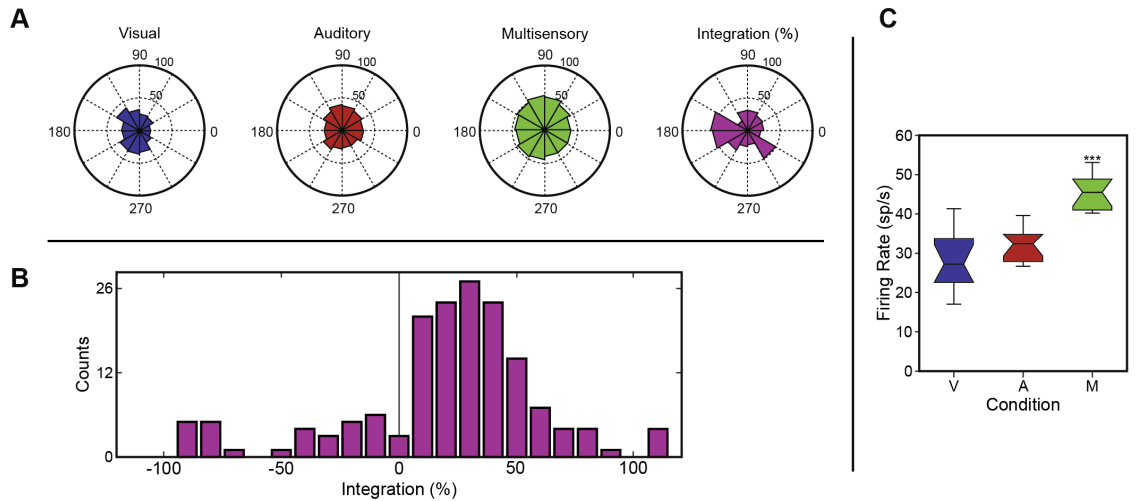 A
Visual
90
100
50
180
0
270
Auditory
90
100
50
180
0
270
Multisensory
90
100
50
180
0
270
Integration (%)
90
100
50
180
0
270
B
26
12
0
Counts
-100
-50
0
50
100
Integration (%)
C
60
50
40
30
20
10
0
Firing Rate (sp/s)
***
V
A
M
Condition